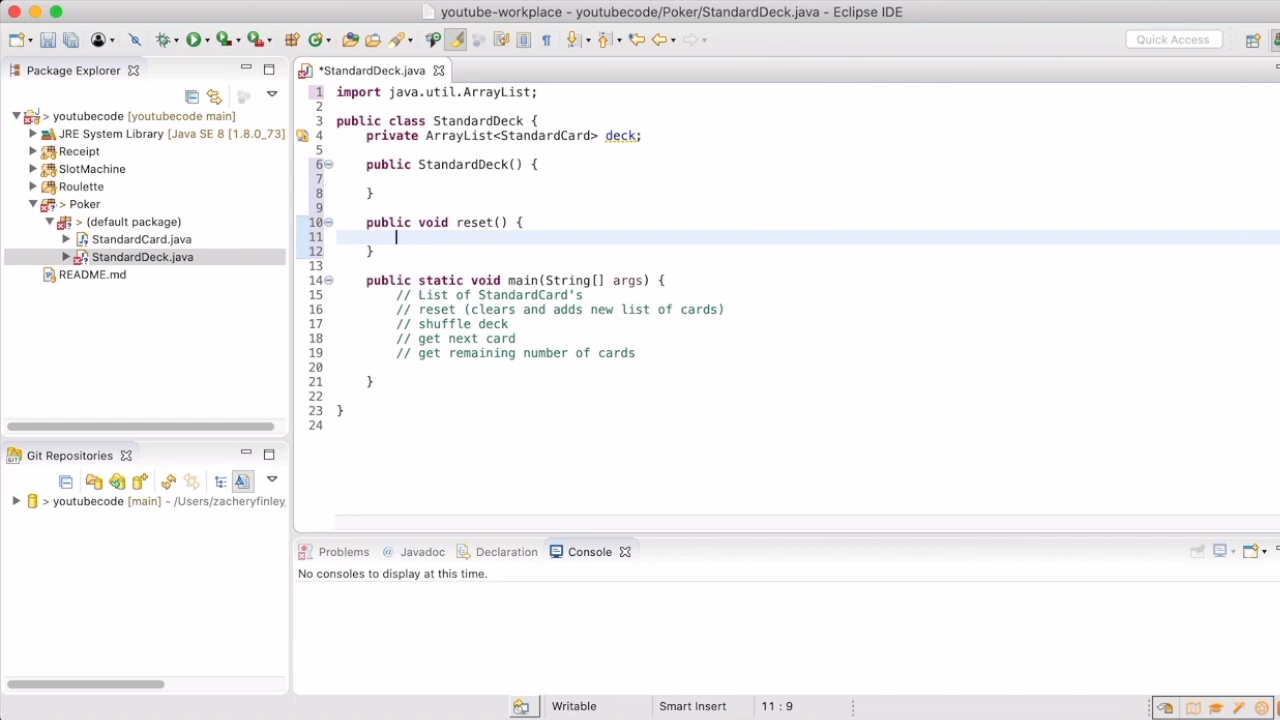 youtube-workplace - youtubecode/Poker/StandardDeck.java - Eclipse IDE
Quick Access
Package Explorer
> youtubecode [youtubecode main]
JRE System Library [Java SE 8 [1.8.0_73]
Receipt
SlotMachine
Roulette
> Poker
> (default package)
StandardCard.java
StandardDeck.java
README.md
Git Repositories
> youtubecode [main] - /Users/zacheryfinley,
*StandardDeck.java
1 import java.util.ArrayList;
2
3 public class StandardDeck {
4 private ArrayList<StandardCard> deck;
5
6 public StandardDeck() {
7
8 }
9
10 public void reset() {
11
12 }
13
14 public static void main(String[] args) {
15 // List of StandardCard's
16 // reset (clears and adds new list of cards)
17 // shuffle deck
18 // get next card
19 // get remaining number of cards
20
21 }
22
23 }
24
Problems @ Javadoc Declaration Console
No consoles to display at this time.
Writable Smart Insert 11 : 9